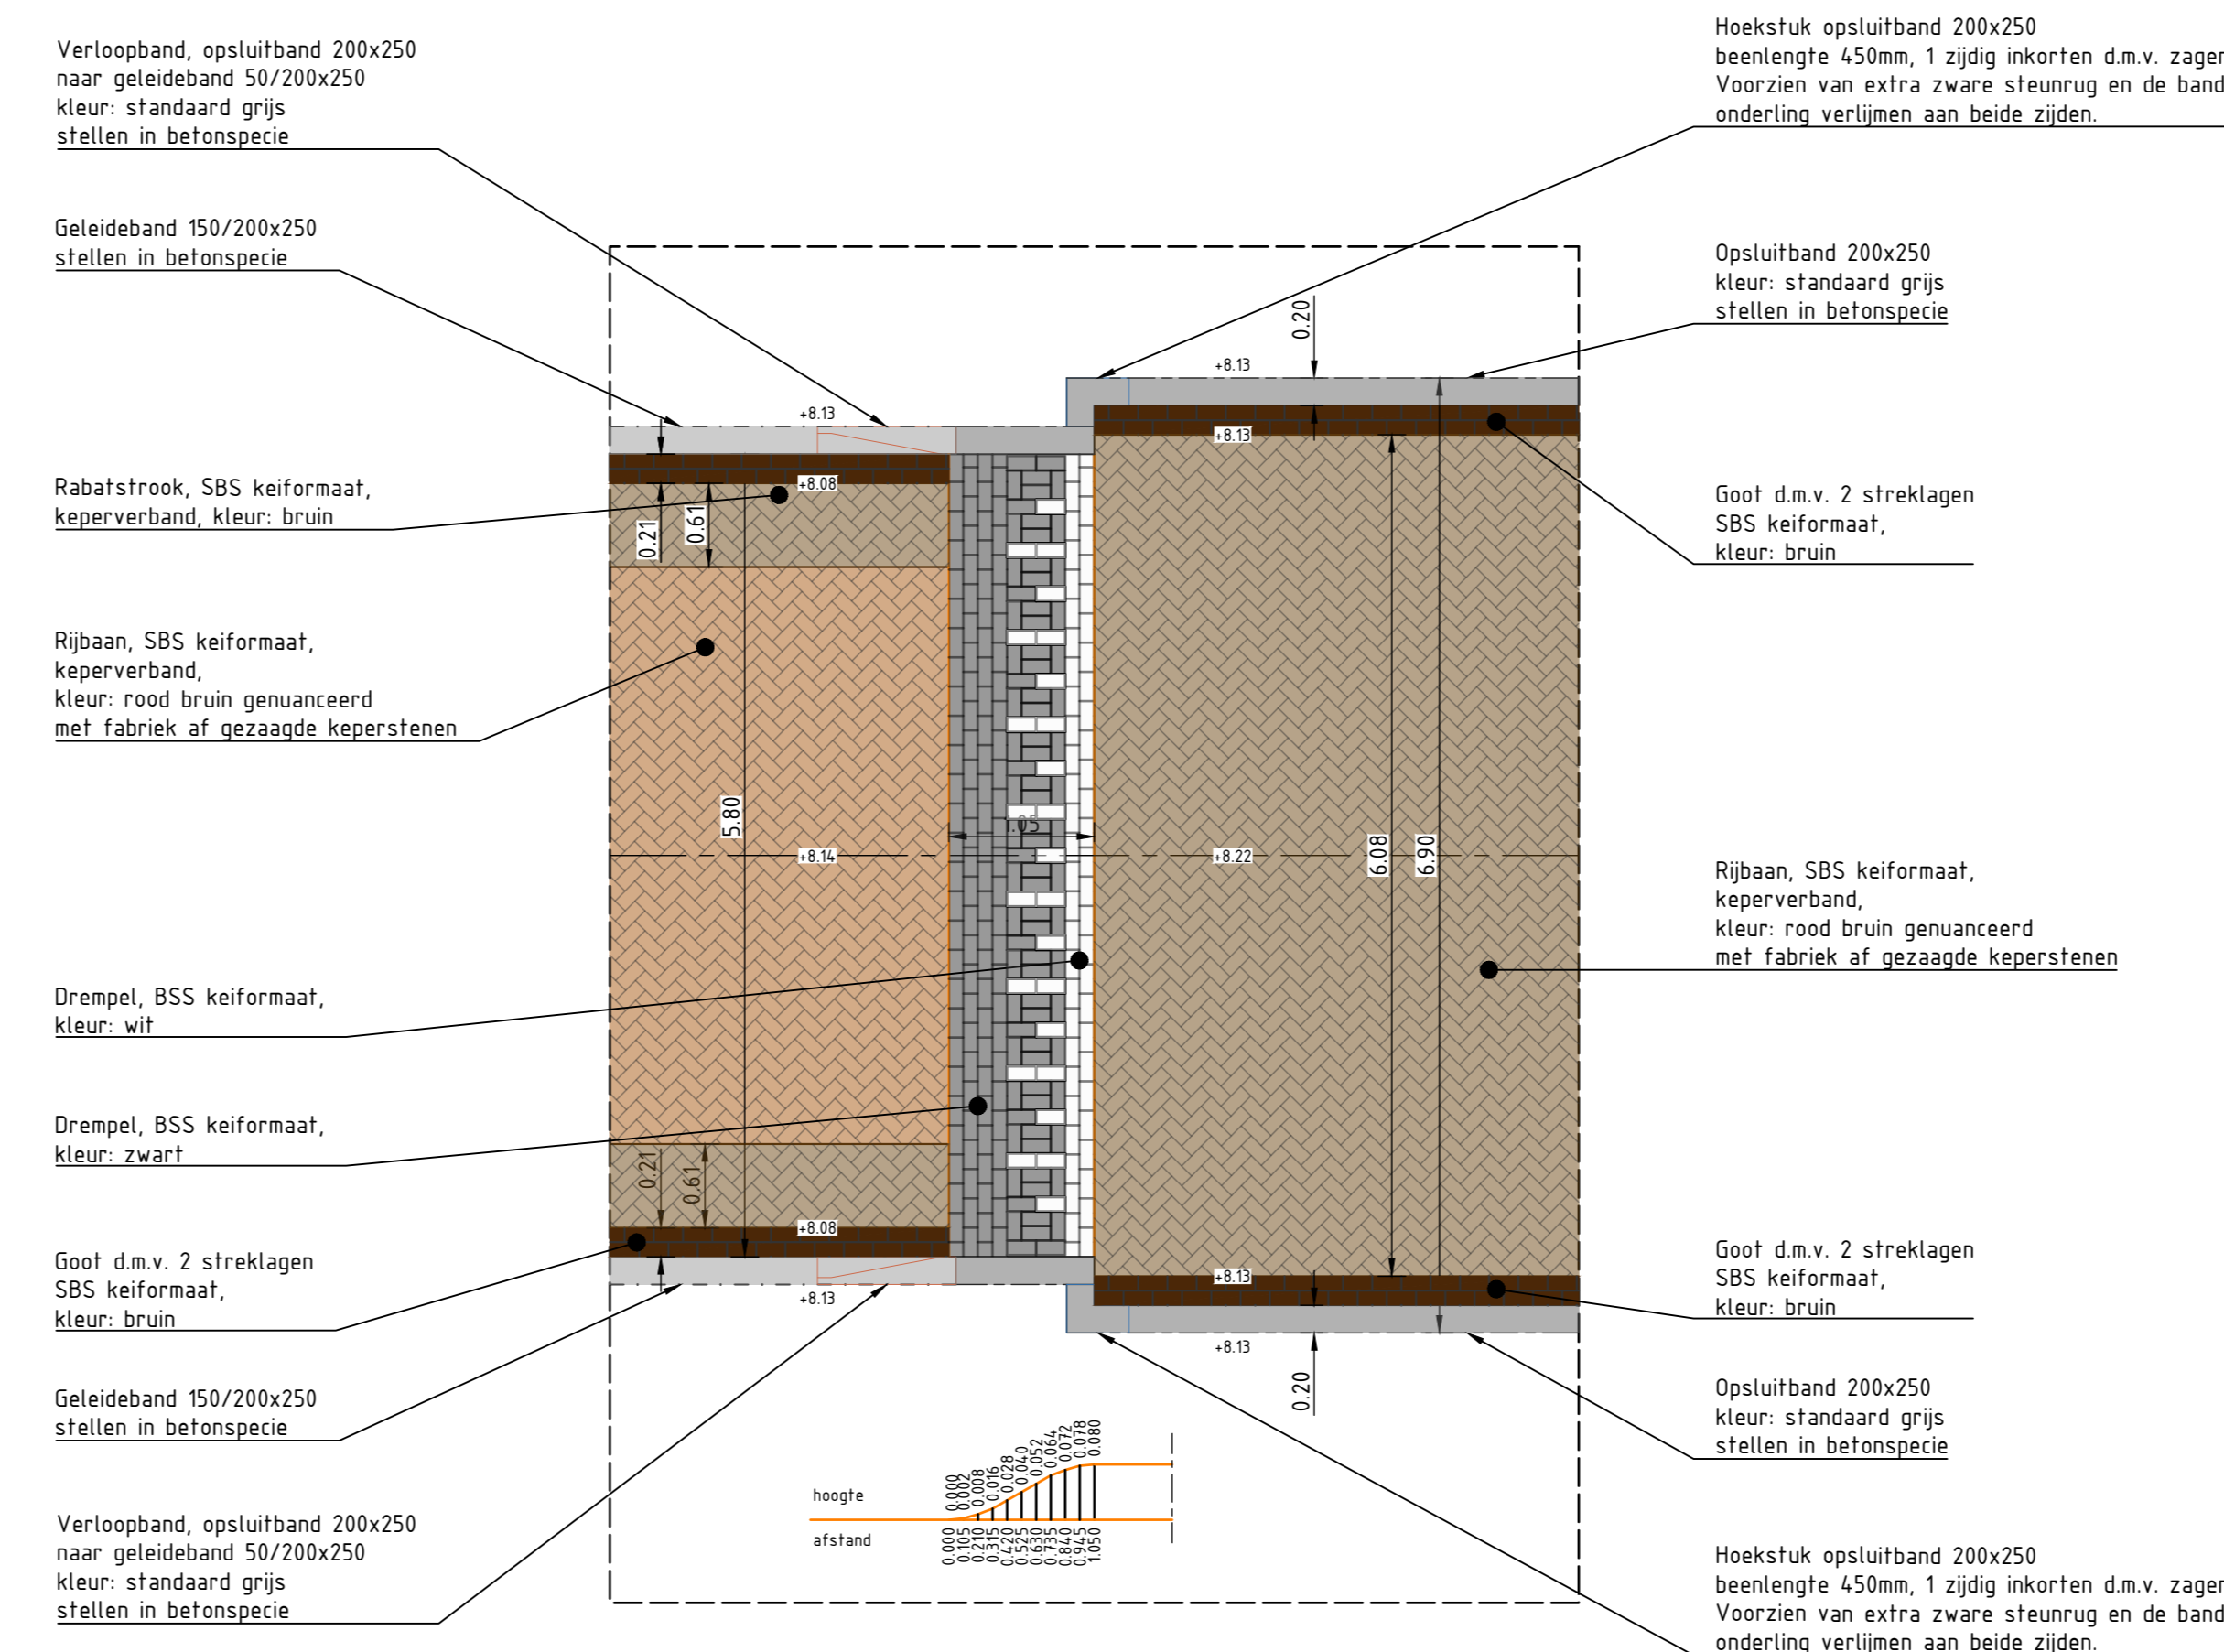 Verloopband, opsluitband 200x250
naar geleideband 50/200x250
kleur: standaard grijs
stellen in betonspecie
Geleideband 150/200x250
stellen in betonspecie
Rabatstrook, SBS keiformaat,
keperverband, kleur: bruin
Rijbaan, SBS keiformaat,
keperverband,
kleur: rood bruin genuanceerd
met fabriek af gezaagde keperstenen
Drempel, BSS keiformaat,
kleur: wit
Drempel, BSS keiformaat,
kleur: zwart
Goot d.m.v. 2 streklagen
SBS keiformaat,
kleur: bruin
Geleideband 150/200x250
stellen in betonspecie
Verloopband, opsluitband 200x250
naar geleideband 50/200x250
kleur: standaard grijs
stellen in betonspecie
+8.13
+8.08
0.21
0.61
5.80
+8.14
1.05
0.21
0.61
+8.08
+8.13
0.20
+8.13
+8.13
+8.22
6.08
6.90
+8.13
+8.13
0.20
hoogte
0.000
0.002
0.008
0.016
0.028
0.040
0.052
0.064
0.072
0.078
0.080
afstand
0.000
0.105
0.210
0.315
0.420
0.525
0.630
0.735
0.840
0.945
1.050
Hoekstuk opsluitband 200x250
beenlengte 450mm, 1 zijdig inkorten d.m.v. zagen
Voorzien van extra zware steunrug en de band
onderling verlijmen aan beide zijden.
Opsluitband 200x250
kleur: standaard grijs
stellen in betonspecie
Goot d.m.v. 2 streklagen
SBS keiformaat,
kleur: bruin
Rijbaan, SBS keiformaat,
keperverband,
kleur: rood bruin genuanceerd
met fabriek af gezaagde keperstenen
Goot d.m.v. 2 streklagen
SBS keiformaat,
kleur: bruin
Opsluitband 200x250
kleur: standaard grijs
stellen in betonspecie
Hoekstuk opsluitband 200x250
beenlengte 450mm, 1 zijdig inkorten d.m.v. zagen
Voorzien van extra zware steunrug en de band
onderling verlijmen aan beide zijden.